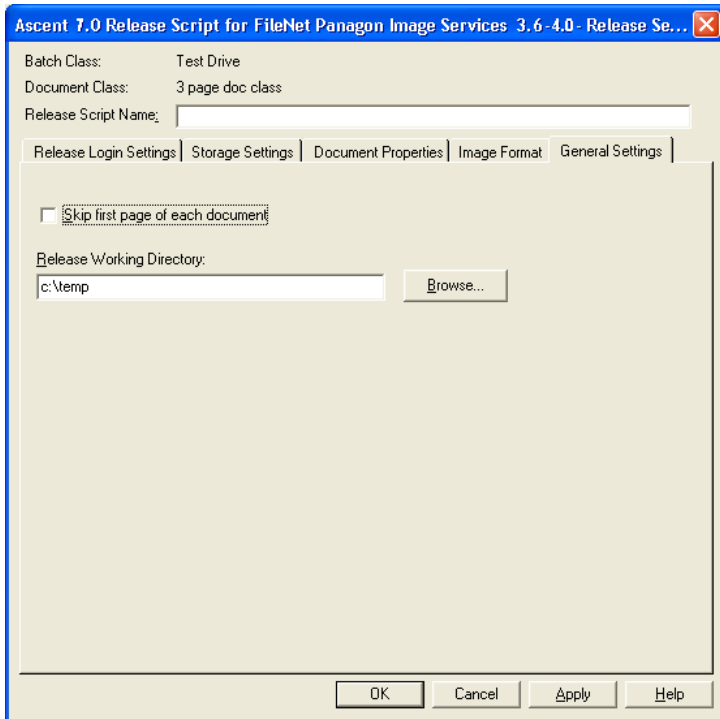 Ascent 7.0 Release Script for FileNet Panagon Image Services 3.6-4.0- Release Se...
Batch Class: Test Drive
Document Class: 3 page doc class
Release Script Name:
Release Login Settings Storage Settings Document Properties Image Format General Settings
Skip first page of each document
Release Working Directory:
c:\temp Browse...
OK Cancel Apply Help